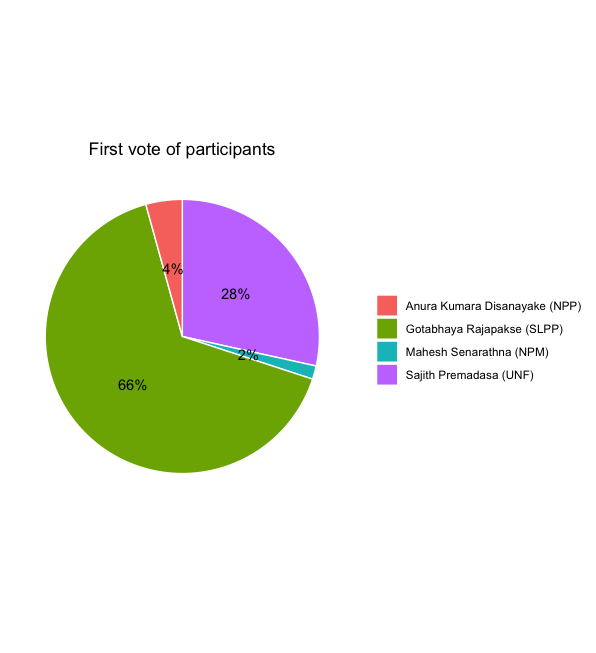 First vote of participants
4%
28%
2%
66%
Anura Kumara Disanayake (NPP)
Gotabhaya Rajapakse (SLPP)
Mahesh Senarathna (NPM)
Sajith Premadasa (UNF)